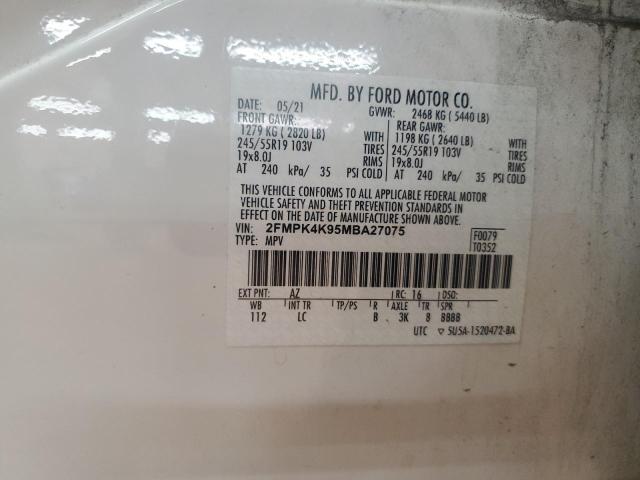 MFD. BY FORD MOTOR CO.
DATE: 05/21 GVWR: 2468 KG ( 5440 LB)
FRONT GAWR: REAR GAWR:
1279 KG ( 2820 LB) WITH 1198 KG ( 2640 LB) WITH
245/55R19 103V TIRES 245/55R19 103V TIRES
19x8.0J RIMS 19x8.0J RIMS
AT 240 kPa/ 35 PSI COLD AT 240 kPa/ 35 PSI COLD
THIS VEHICLE CONFORMS TO ALL APPLICABLE FEDERAL MOTOR
VEHICLE SAFETY AND THEFT PREVENTION STANDARDS IN
EFFECT ON THE DATE OF MANUFACTURE SHOWN ABOVE.
VIN: 2FMPK4K95MBA27075 F0079
TYPE: MPV T0352
EXT PNT: AZ RC: 16 DSO:
WB INT TR TP/PS R AXLE TR SPR
112 LC B 3K 8 BBBB
UTC ▽ 5U5A-1520472-BA